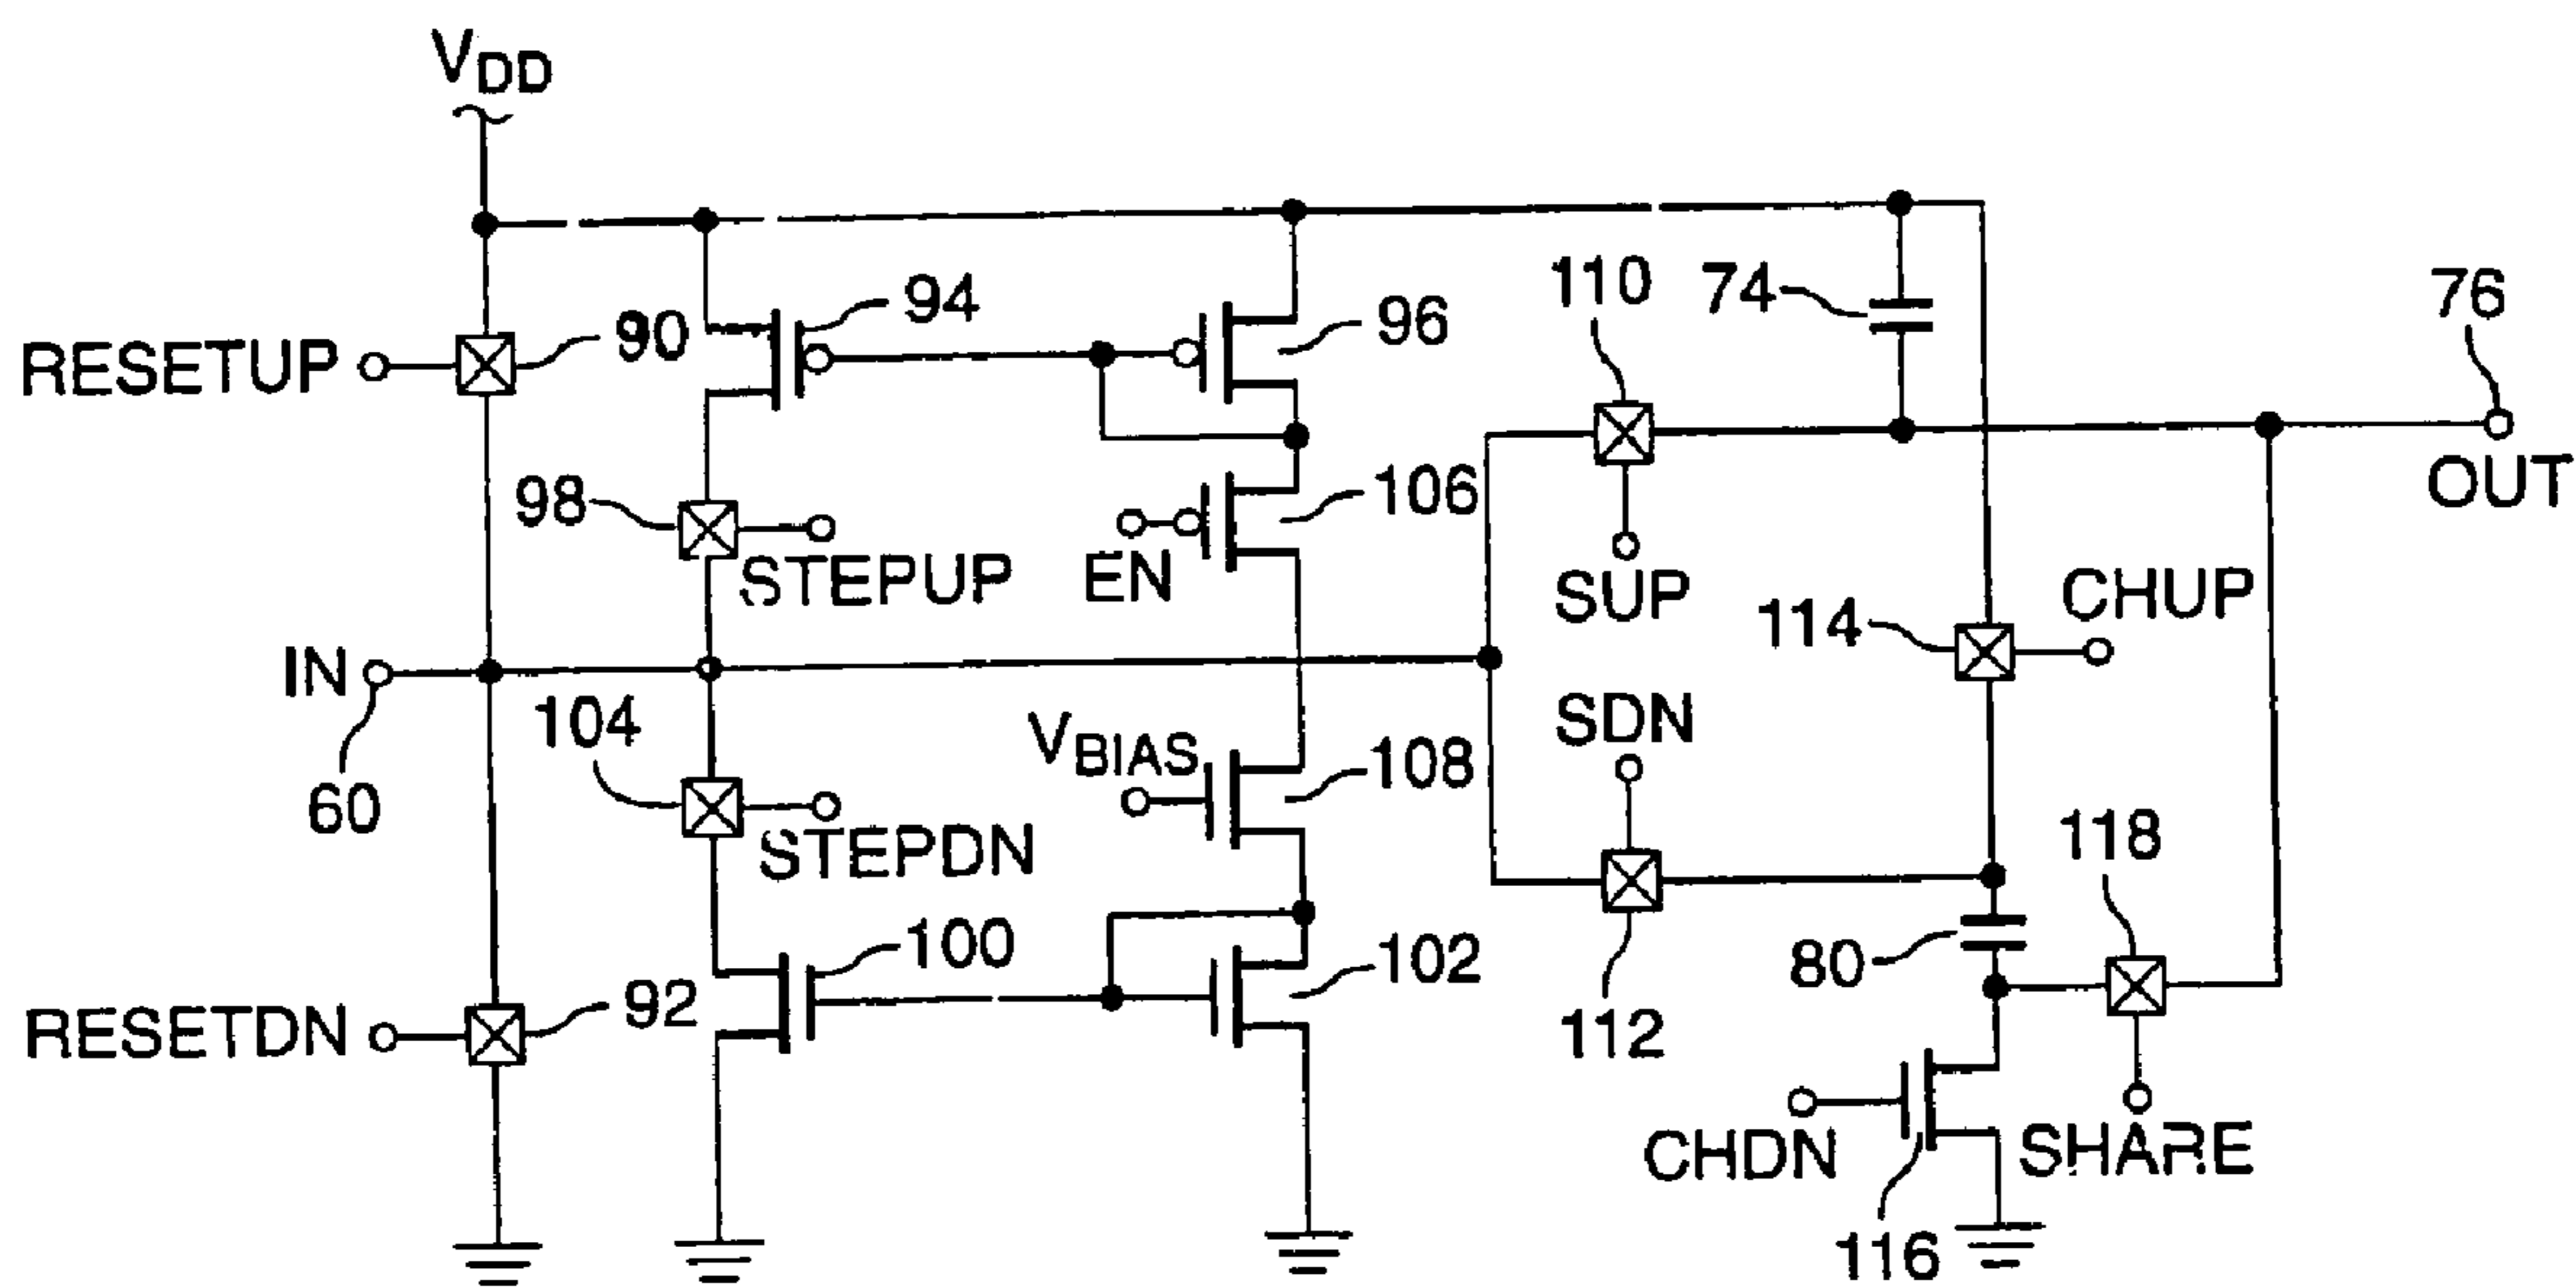 VDD
110
74
76
94
96
90
RESETUP
OUT
98
106
STEPUP
EN
SUP
CHUP
114
IN
SDN
104
VBIAS
108
60
118
STEPDN
100
102
80
92
RESETDN
112
CHDN
SHARE
116